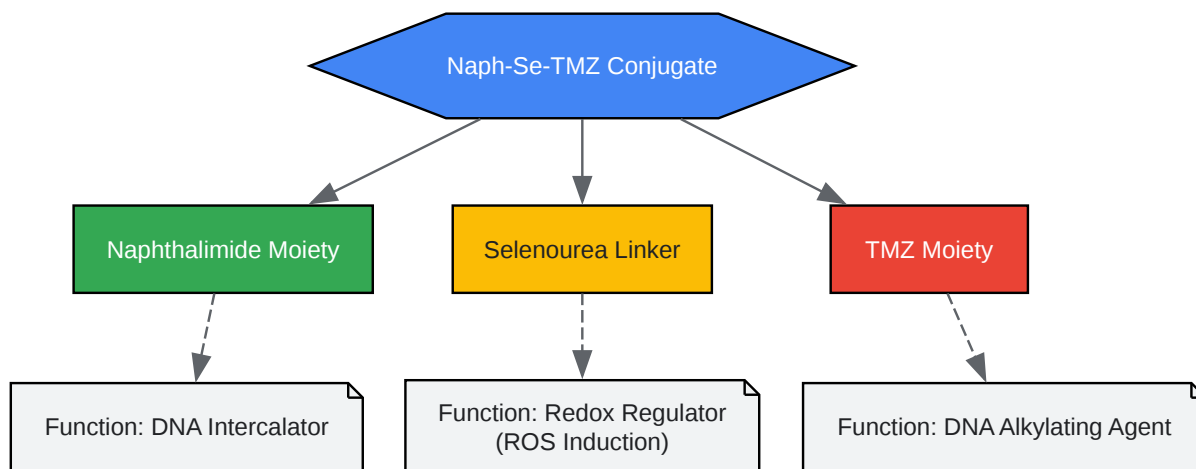 Naph-Se-TMZ Conjugate
Naphthalimide Moiety
Selenourea Linker
TMZ Moiety
Function: DNA Intercalator
Function: Redox Regulator
(ROS Induction)
Function: DNA Alkylating Agent